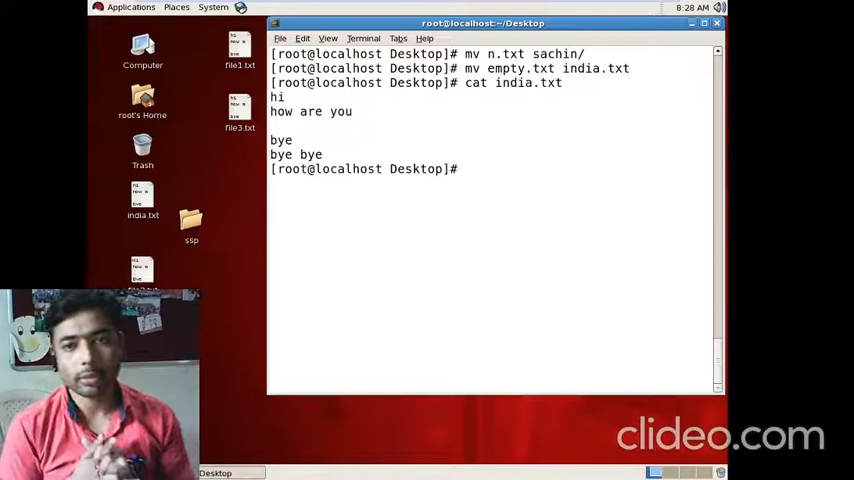 Applications Places System
8:28 AM
root@localhost:~/Desktop
File Edit View Terminal Tabs Help
[root@localhost Desktop]# mv n.txt sachin/
[root@localhost Desktop]# mv empty.txt india.txt
[root@localhost Desktop]# cat india.txt
hi
how are you
bye
bye bye
[root@localhost Desktop]#
Computer
file1.txt
root's Home
file3.txt
Trash
india.txt
ssp
Desktop
clideo.com